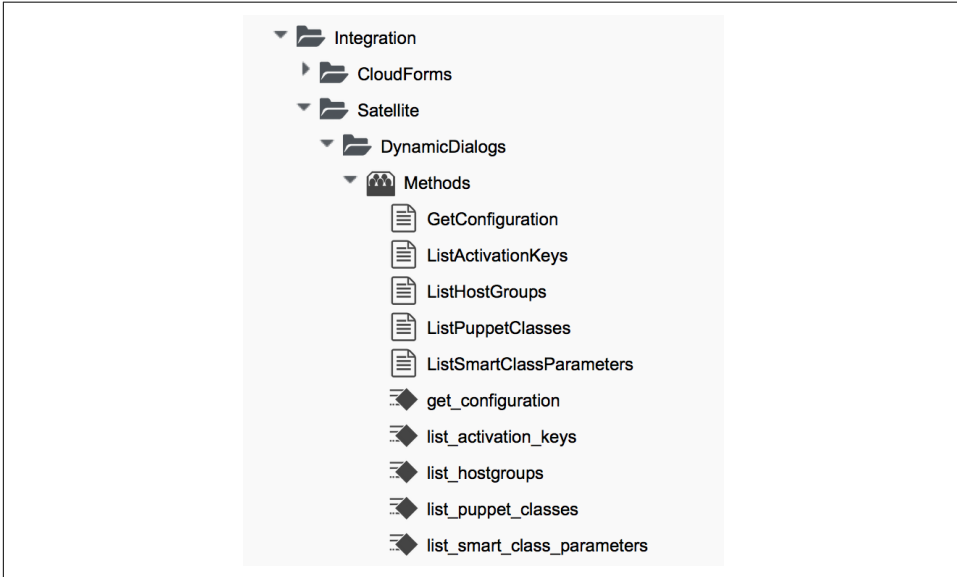 Integration
CloudForms
Satellite
DynamicDialogs
Methods
GetConfiguration
ListActivationKeys
ListHostGroups
ListPuppetClasses
ListSmartClassParameters
get_configuration
list_activation_keys
list_hostgroups
list_puppet_classes
list_smart_class_parameters